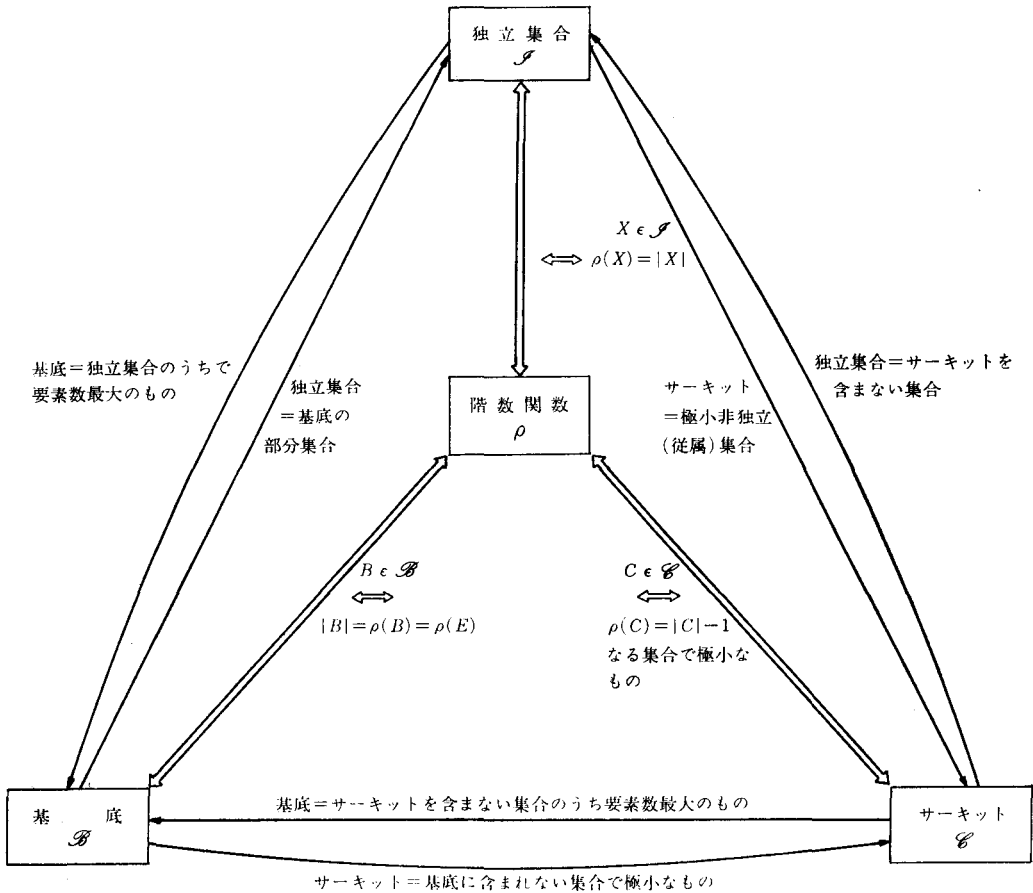 独立集合
𝓘
X ϵ 𝓘
⟺ ρ(X)=|X|
基底=独立集合のうちで
要素数最大のもの
独立集合
=基底の
部分集合
階数関数
ρ
サーキット
=極小非独立
(従属)集合
独立集合=サーキットを
含まない集合
B ϵ 𝓑
⟺
|B|=ρ(B)=ρ(E)
C ϵ 𝓒
⟺
ρ(C)=|C|-1
なる集合で極小な
もの
基底
𝓑
基底=サーキットを含まない集合のうち要素数最大のもの
サーキット
𝓒
サーキット=基底に含まれない集合で極小なもの